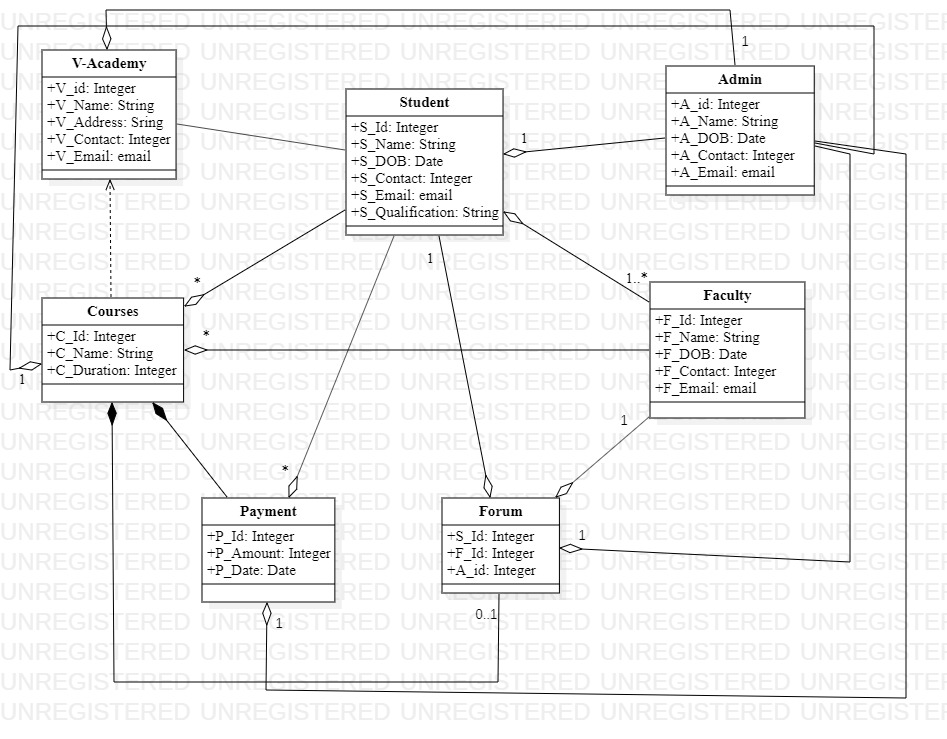 V-Academy
+V_id: Integer
+V_Name: String
+V_Address: Sring
+V_Contact: Integer
+V_Email: email
Student
+S_Id: Integer
+S_Name: String
+S_DOB: Date
+S_Contact: Integer
+S_Email: email
+S_Qualification: String
1
Admin
+A_id: Integer
+A_Name: String
+A_DOB: Date
+A_Contact: Integer
+A_Email: email
1
*
1
1..*
Courses
+C_Id: Integer
+C_Name: String
+C_Duration: Integer
*
1
Faculty
+F_Id: Integer
+F_Name: String
+F_DOB: Date
+F_Contact: Integer
+F_Email: email
*
1
Payment
+P_Id: Integer
+P_Amount: Integer
+P_Date: Date
1
Forum
+S_Id: Integer
+F_Id: Integer
+A_id: Integer
1
0..1
UNREGISTERED